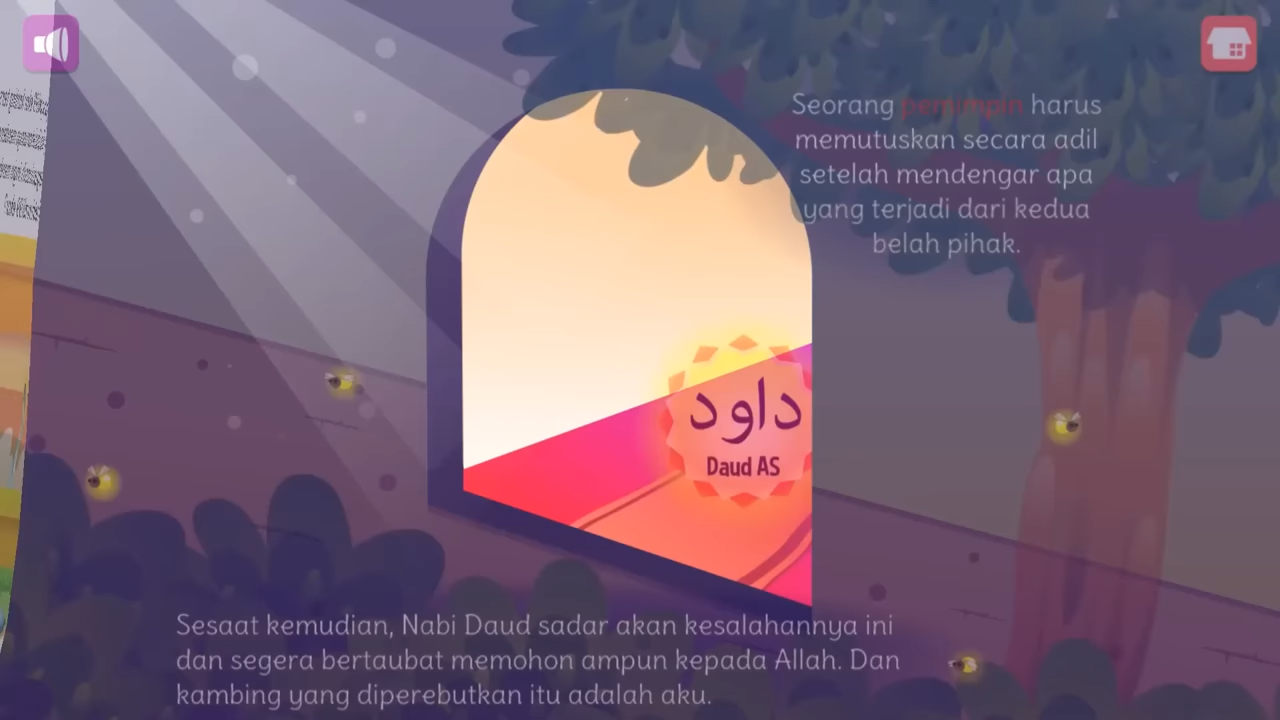 Seorang pemimpin harus
memutuskan secara adil
setelah mendengar apa
yang terjadi dari kedua
belah pihak.
داود
Daud AS
Sesaat kemudian, Nabi Daud sadar akan kesalahannya ini
dan segera bertaubat memohon ampun kepada Allah. Dan
kambing yang diperebutkan itu adalah aku.